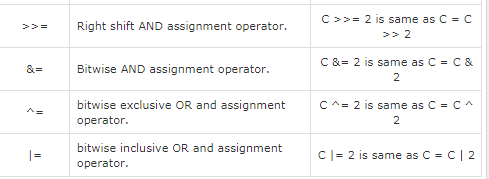 >>= Right shift AND assignment operator. C >>= 2 is same as C = C
>> 2
&= Bitwise AND assignment operator. C &= 2 is same as C = C &
2
^= bitwise exclusive OR and assignment
operator.
C ^= 2 is same as C = C ^
2
|= bitwise inclusive OR and assignment
operator.
C |= 2 is same as C = C | 2